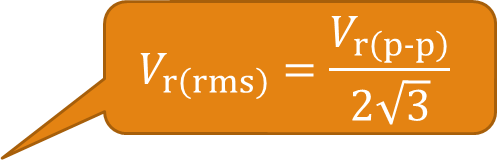 V_r(rms) = V_r(p-p) / 2√3